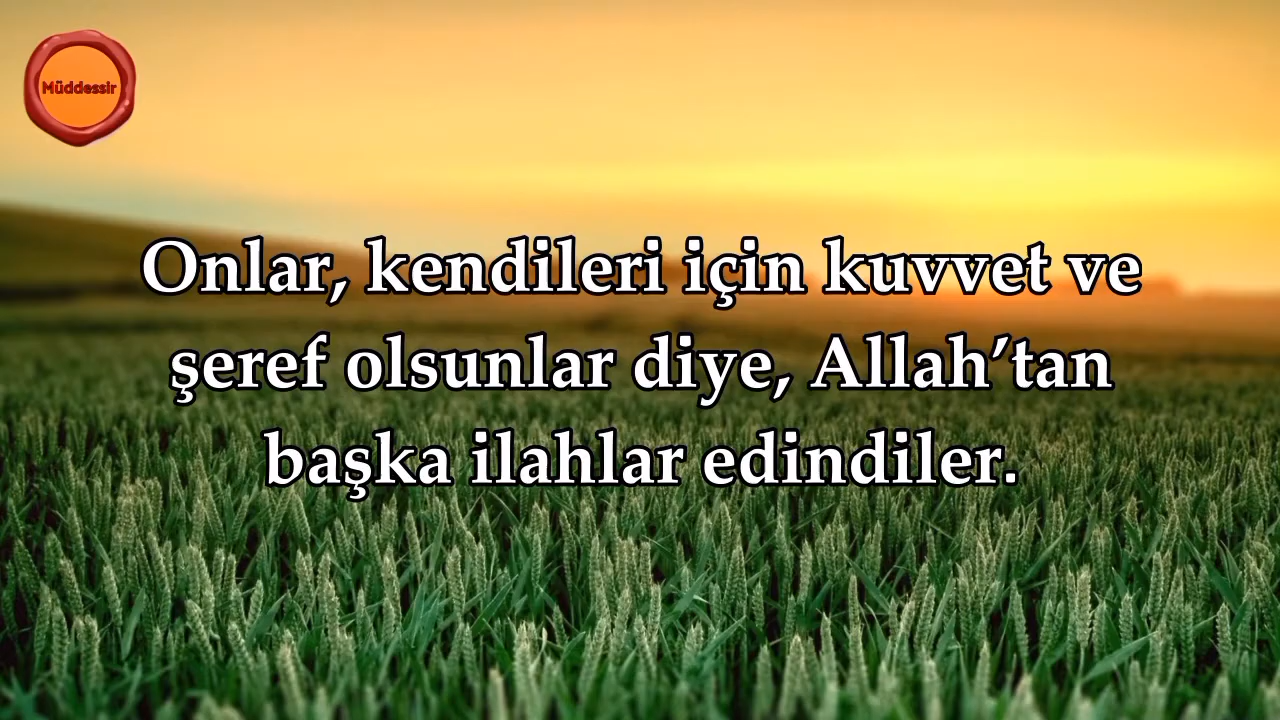 Müddessir
Onlar, kendileri için kuvvet ve
şeref olsunlar diye, Allah’tan
başka ilahlar edindiler.